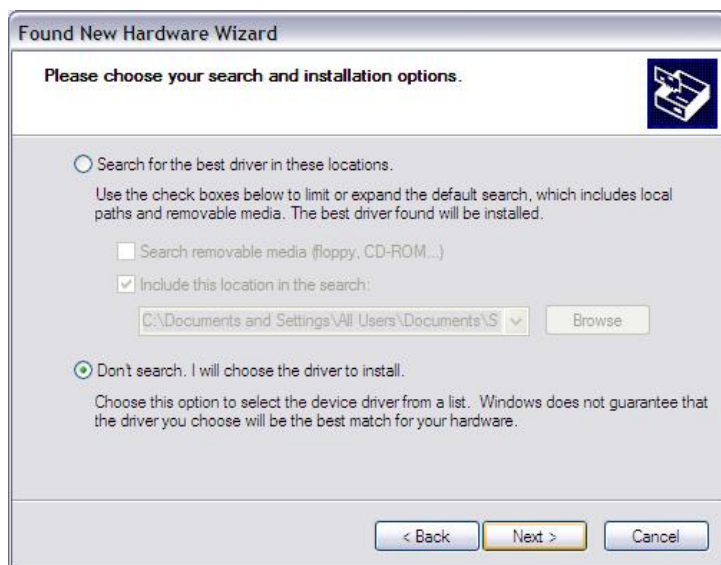 Found New Hardware Wizard
Please choose your search and installation options.
Search for the best driver in these locations.
Use the check boxes below to limit or expand the default search, which includes local
paths and removable media. The best driver found will be installed.
Search removable media (floppy, CD-ROM...)
Include this location in the search:
C:\Documents and Settings\All Users\Documents\S
Browse
Don't search. I will choose the driver to install.
Choose this option to select the device driver from a list. Windows does not guarantee that
the driver you choose will be the best match for your hardware.
< Back
Next >
Cancel